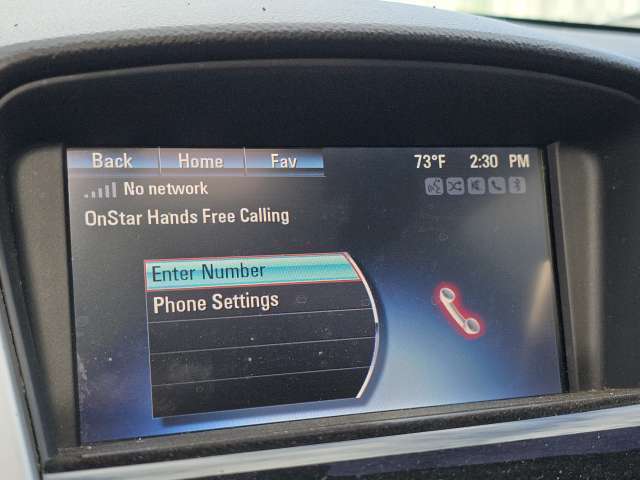 Back Home Fav 73°F 2:30 PM
No network
OnStar Hands Free Calling
Enter Number
Phone Settings